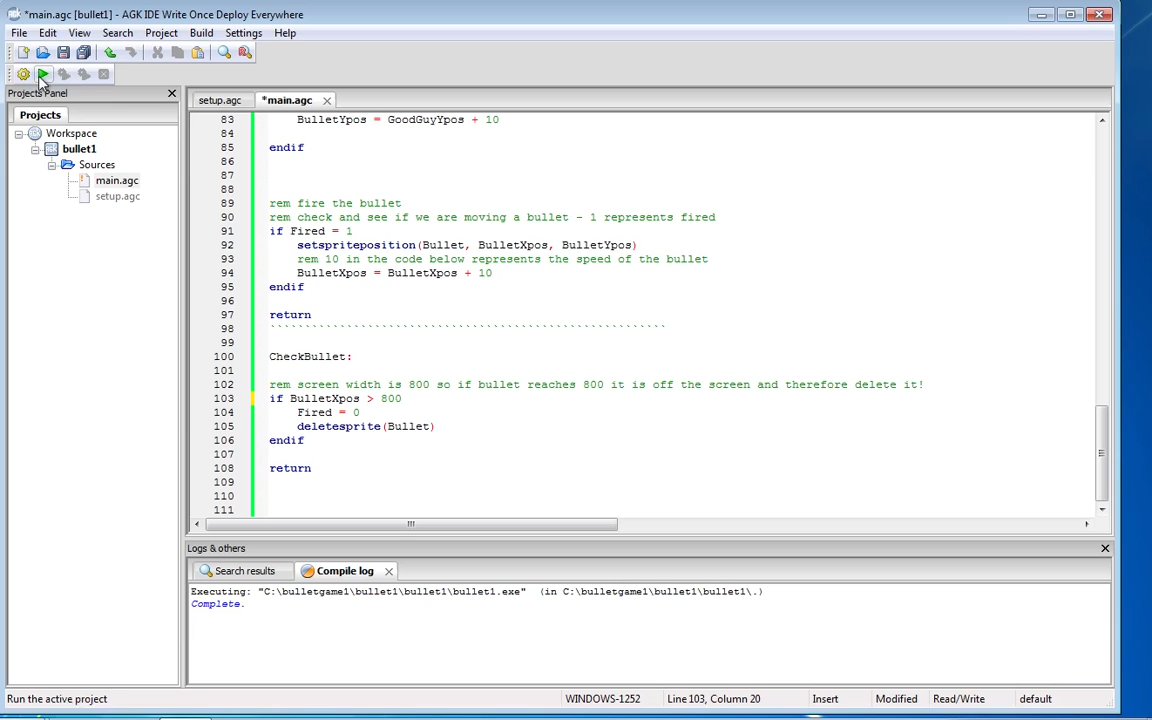 *main.agc [bullet1] - AGK IDE Write Once Deploy Everywhere
File Edit View Search Project Build Settings Help
Projects Panel
Projects
Workspace
bullet1
Sources
main.agc
setup.agc
setup.agc *main.agc
83 BulletYpos = GoodGuyYpos + 10
84
85 endif
86
87
88
89 rem fire the bullet
90 rem check and see if we are moving a bullet - 1 represents fired
91 if Fired = 1
92 setspriteposition(Bullet, BulletXpos, BulletYpos)
93 rem 10 in the code below represents the speed of the bullet
94 BulletXpos = BulletXpos + 10
95 endif
96
97 return
98 `````````````````````````````````````````````````````````
99
100 CheckBullet:
101
102 rem screen width is 800 so if bullet reaches 800 it is off the screen and therefore delete it!
103 if BulletXpos > 800
104 Fired = 0
105 deletesprite(Bullet)
106 endif
107
108 return
109
110
111
Logs & others
Search results Compile log
Executing: "C:\bulletgame1\bullet1\bullet1\bullet1.exe" (in C:\bulletgame1\bullet1\bullet1\.)
Complete.
Run the active project WINDOWS-1252 Line 103, Column 20 Insert Modified Read/Write default